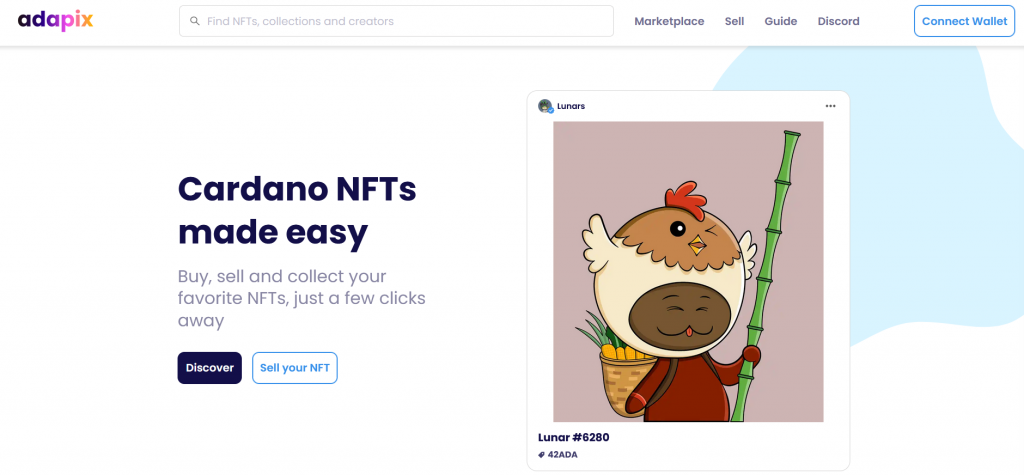 adapix
Find NFTs, collections and creators
Marketplace
Sell
Guide
Discord
Connect Wallet
Cardano NFTs
made easy
Buy, sell and collect your
favorite NFTs, just a few clicks
away
Discover
Sell your NFT
Lunars
Lunar #6280
42ADA